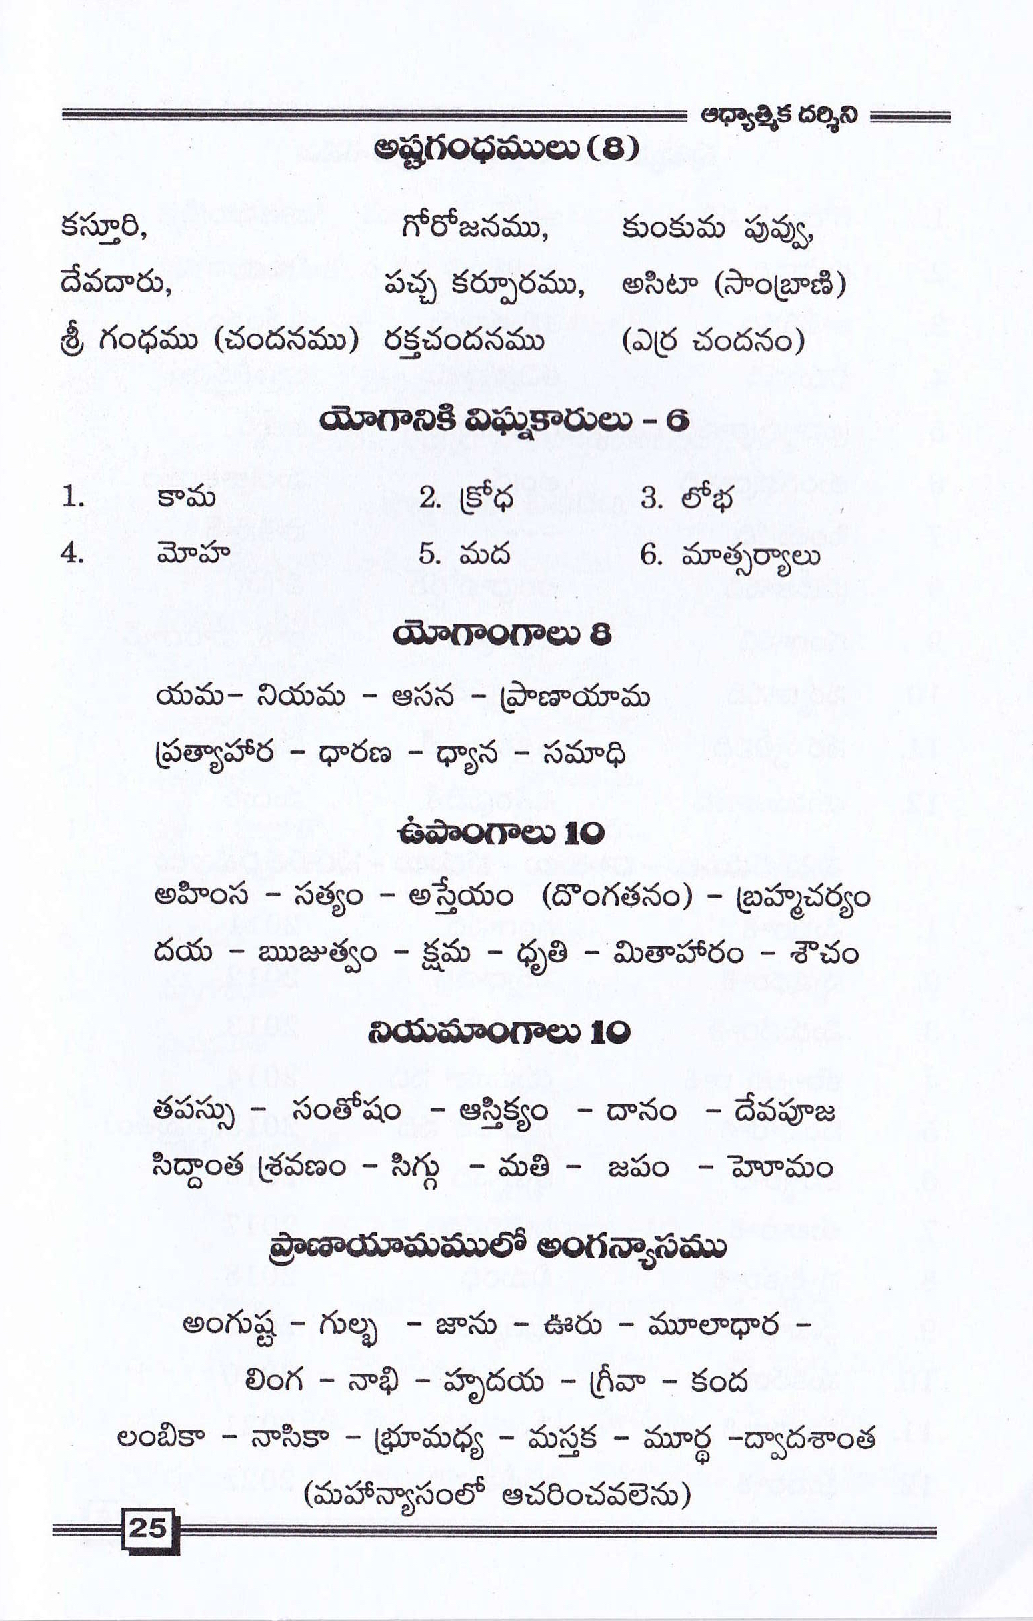 ఆధ్యాత్మిక దర్శిని
అష్టగంధములు (8)
కస్తూరి, గోరోజనము, కుంకుమ పువ్వు,
దేవదారు, పచ్చ కర్పూరము, అసిటా (సాంబ్రాణి)
శ్రీ గంధము (చందనము) రక్తచందనము (ఎర్ర చందనం)
యోగానికి విఘ్నకారులు - 6
1. కామ 2. క్రోధ 3. లోభ
4. మోహ 5. మద 6. మాత్సర్యాలు
యోగాంగాలు 8
యమ- నియమ - ఆసన - ప్రాణాయామ
ప్రత్యాహార - ధారణ - ధ్యాన - సమాధి
ఉపాంగాలు 10
అహింస - సత్యం - అస్తేయం (దొంగతనం) - బ్రహ్మచర్యం
దయ - ఋజుత్వం - క్షమ - ధృతి - మితాహారం - శౌచం
నియమాంగాలు 10
తపస్సు - సంతోషం - ఆస్తిక్యం - దానం - దేవపూజ
సిద్దాంత శ్రవణం - సిగ్గు - మతి - జపం - హెూమం
ప్రాణాయామములో అంగన్యాసము
అంగుష్ట - గుల్ఫ - జాను - ఊరు - మూలాధార -
లింగ - నాభి - హృదయ - గ్రీవా - కంద
లంబికా - నాసికా - భ్రూమధ్య - మస్తక - మూర్ధ -ద్వాదశాంత
(మహాన్యాసంలో ఆచరించవలెను)
25